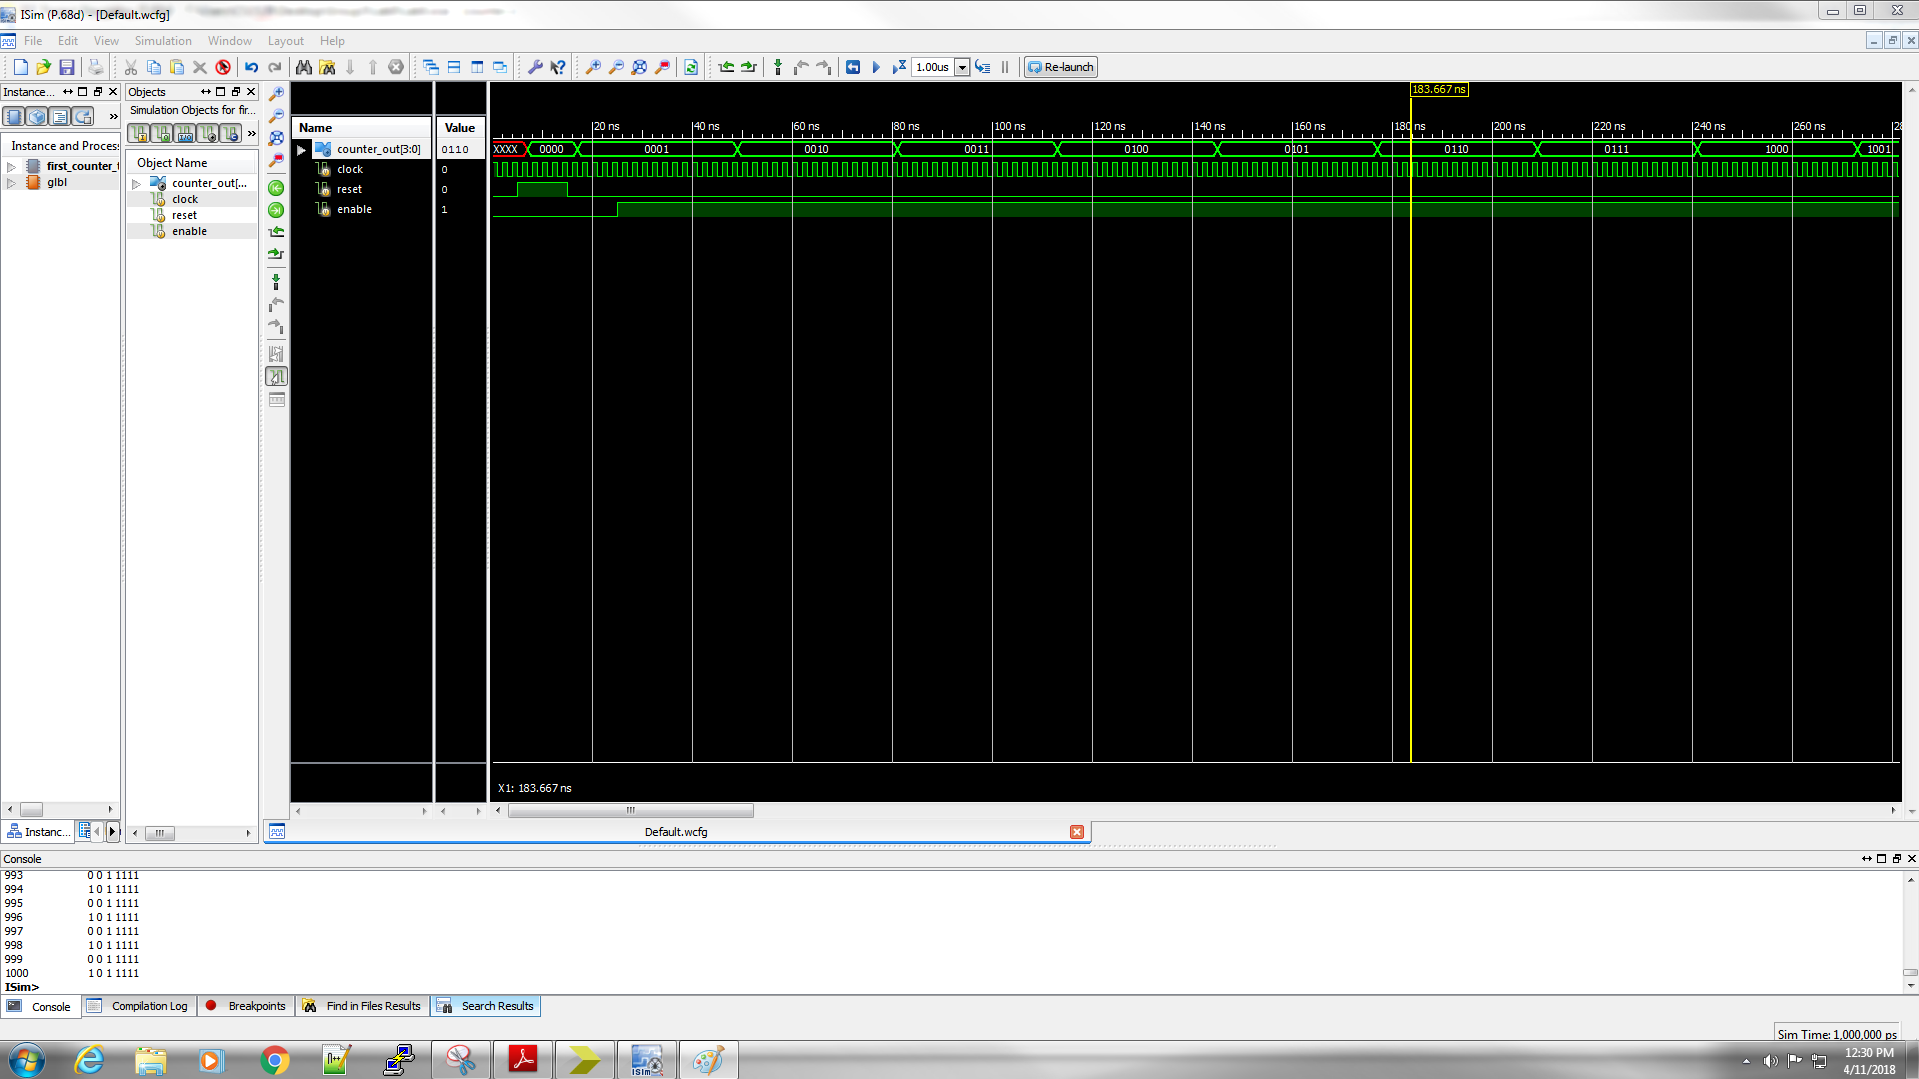 ISim (P.68d) - [Default.wcfg]
File Edit View Simulation Window Layout Help
1.00us Re-launch
Instance...
Instance and Process
first_counter_t
glbl
Instanc...
Objects
Simulation Objects for fir...
Object Name
counter_out[...
clock
reset
enable
Name Value
counter_out[3:0] 0110
clock 0
reset 0
enable 1
183.667 ns
20 ns 40 ns 60 ns 80 ns 100 ns 120 ns 140 ns 160 ns 180 ns 200 ns 220 ns 240 ns 260 ns 28
XXXX 0000 0001 0010 0011 0100 0101 0110 0111 1000 1001
X1: 183.667 ns
Default.wcfg
Console
993 0 0 1 1111
994 1 0 1 1111
995 0 0 1 1111
996 1 0 1 1111
997 0 0 1 1111
998 1 0 1 1111
999 0 0 1 1111
1000 1 0 1 1111
ISim>
Console Compilation Log Breakpoints Find in Files Results Search Results
Sim Time: 1,000,000 ps
ISim
12:30 PM
4/11/2018